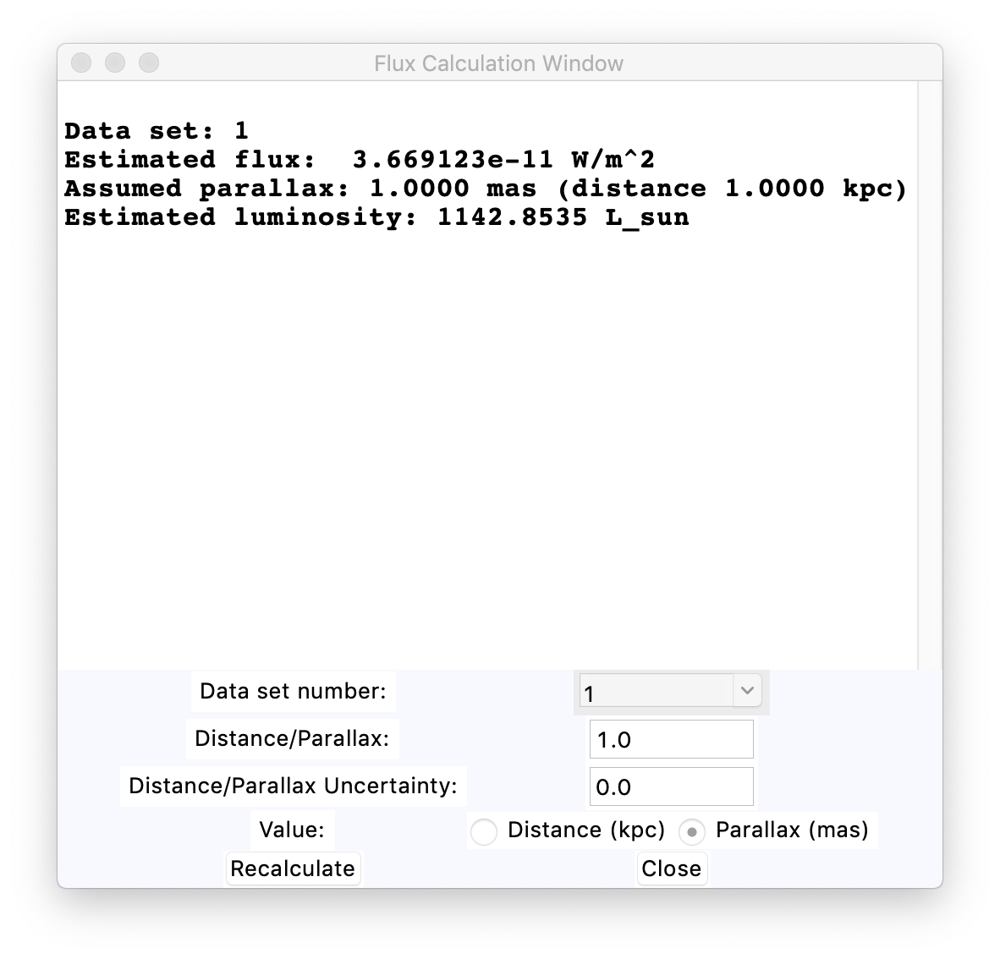 Flux Calculation Window
Data set: 1
Estimated flux:  3.669123e-11 W/m^2
Assumed parallax: 1.0000 mas (distance 1.0000 kpc)
Estimated luminosity: 1142.8535 L_sun
Data set number: 1
Distance/Parallax: 1.0
Distance/Parallax Uncertainty: 0.0
Value: Distance (kpc) Parallax (mas)
Recalculate Close